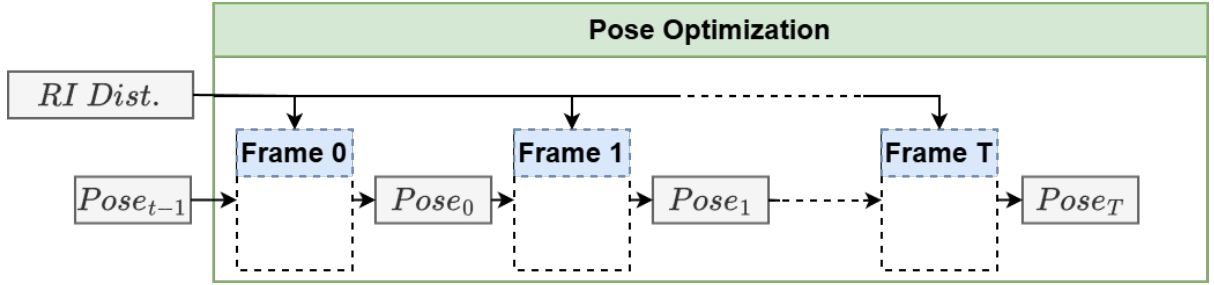 Pose Optimization
RI Dist.
Frame 0
Frame 1
Frame T
Pose_{t-1}
Pose_0
Pose_1
Pose_T